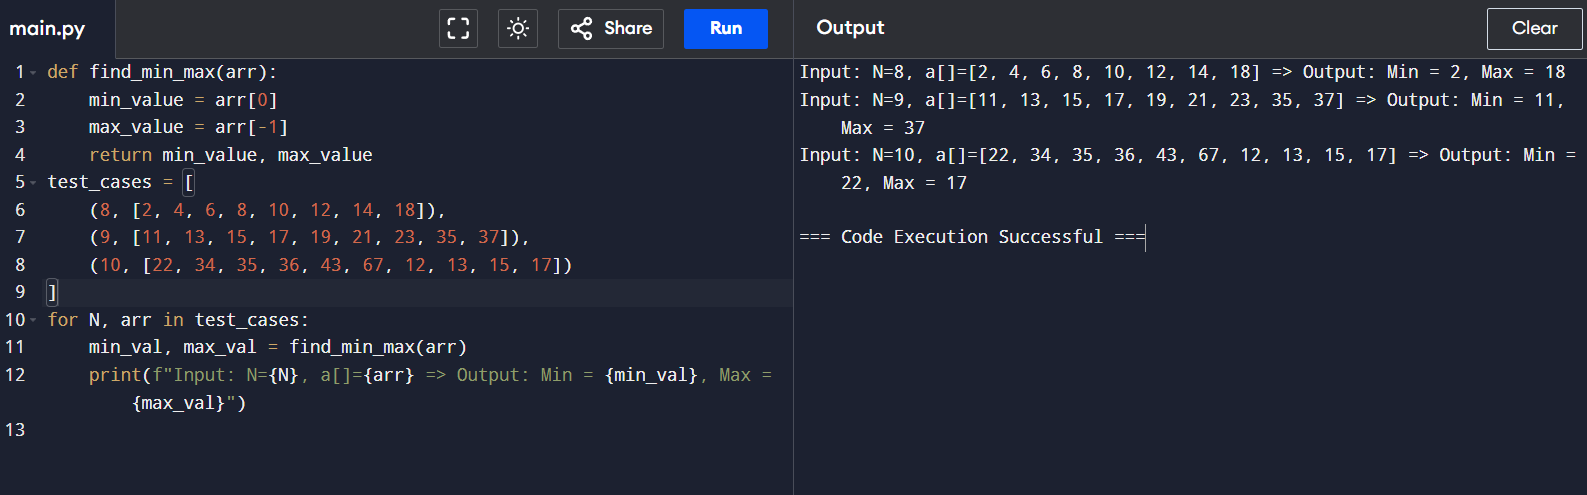 main.py
Share
Run
Output
Clear
1 def find_min_max(arr):
2     min_value = arr[0]
3     max_value = arr[-1]
4     return min_value, max_value
5 test_cases = [
6     (8, [2, 4, 6, 8, 10, 12, 14, 18]),
7     (9, [11, 13, 15, 17, 19, 21, 23, 35, 37]),
8     (10, [22, 34, 35, 36, 43, 67, 12, 13, 15, 17])
9 ]
10 for N, arr in test_cases:
11     min_val, max_val = find_min_max(arr)
12     print(f"Input: N={N}, a[]={arr} => Output: Min = {min_val}, Max =
{max_val}")
13
Input: N=8, a[]=[2, 4, 6, 8, 10, 12, 14, 18] => Output: Min = 2, Max = 18
Input: N=9, a[]=[11, 13, 15, 17, 19, 21, 23, 35, 37] => Output: Min = 11,
Max = 37
Input: N=10, a[]=[22, 34, 35, 36, 43, 67, 12, 13, 15, 17] => Output: Min =
22, Max = 17
=== Code Execution Successful ===